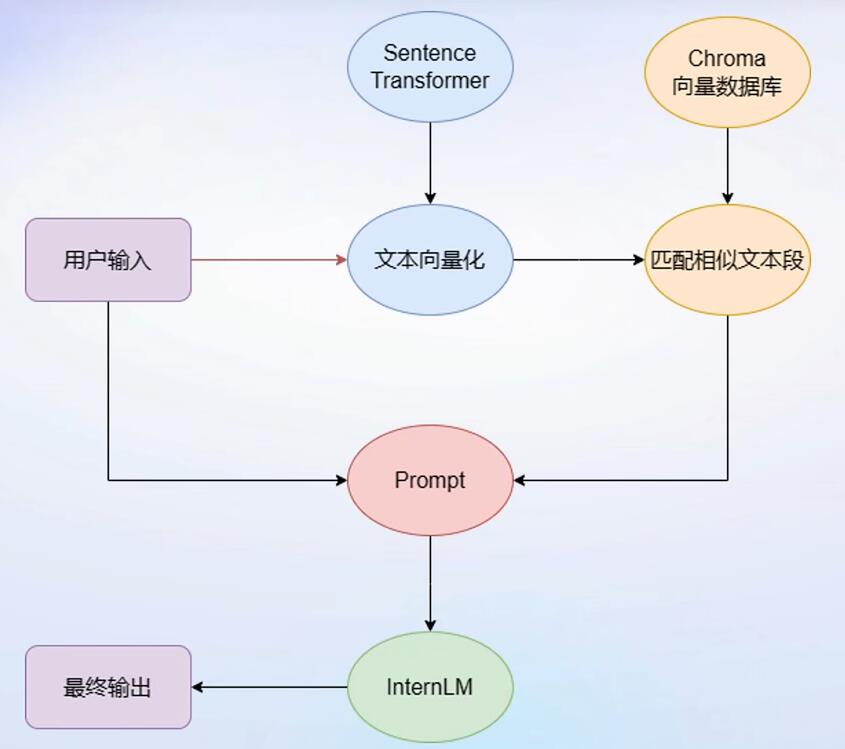 Sentence
Transformer
Chroma
向量数据库
用户输入
文本向量化
匹配相似文本段
Prompt
最终输出
InternLM